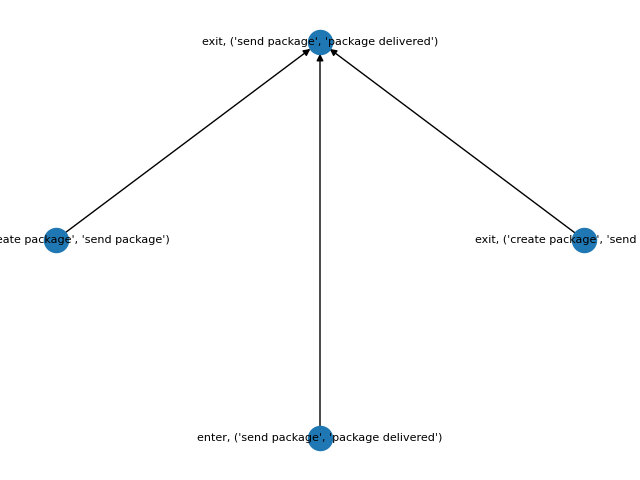 exit, ('send package', 'package delivered')
eate package', 'send package')
exit, ('create package', 'send
enter, ('send package', 'package delivered')